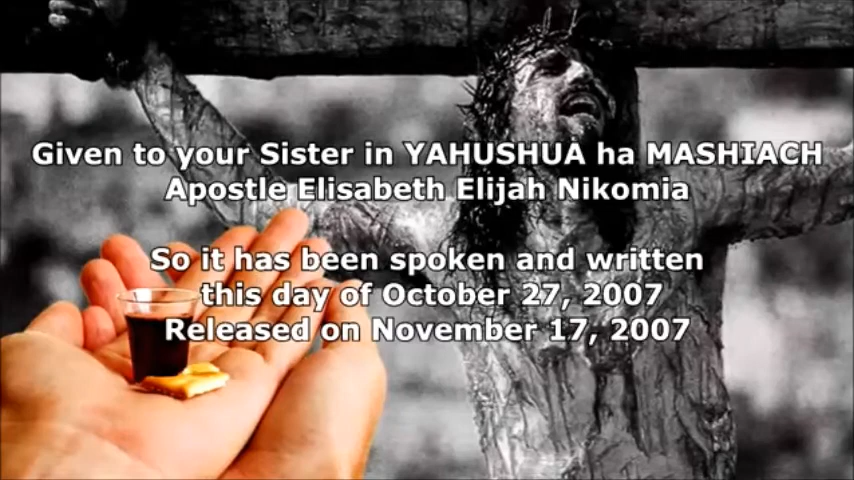 Given to your Sister in YAHUSHUA ha MASHIACH
Apostle Elisabeth Elijah Nikomia
So it has been spoken and written
this day of October 27, 2007
Released on November 17, 2007